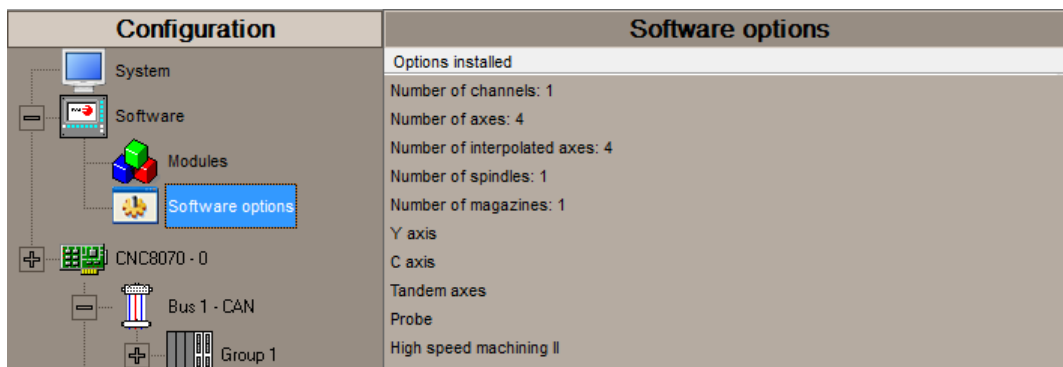 Configuration
System
Software
Modules
Software options
CNC8070 - 0
Bus 1 - CAN
Group 1
Software options
Options installed
Number of channels: 1
Number of axes: 4
Number of interpolated axes: 4
Number of spindles: 1
Number of magazines: 1
Y axis
C axis
Tandem axes
Probe
High speed machining II